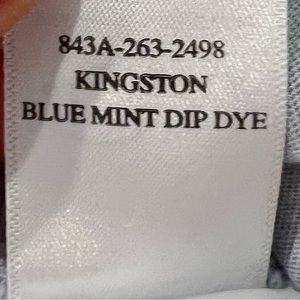 843A-263-2498
KINGSTON
BLUE MINT DIP DYE